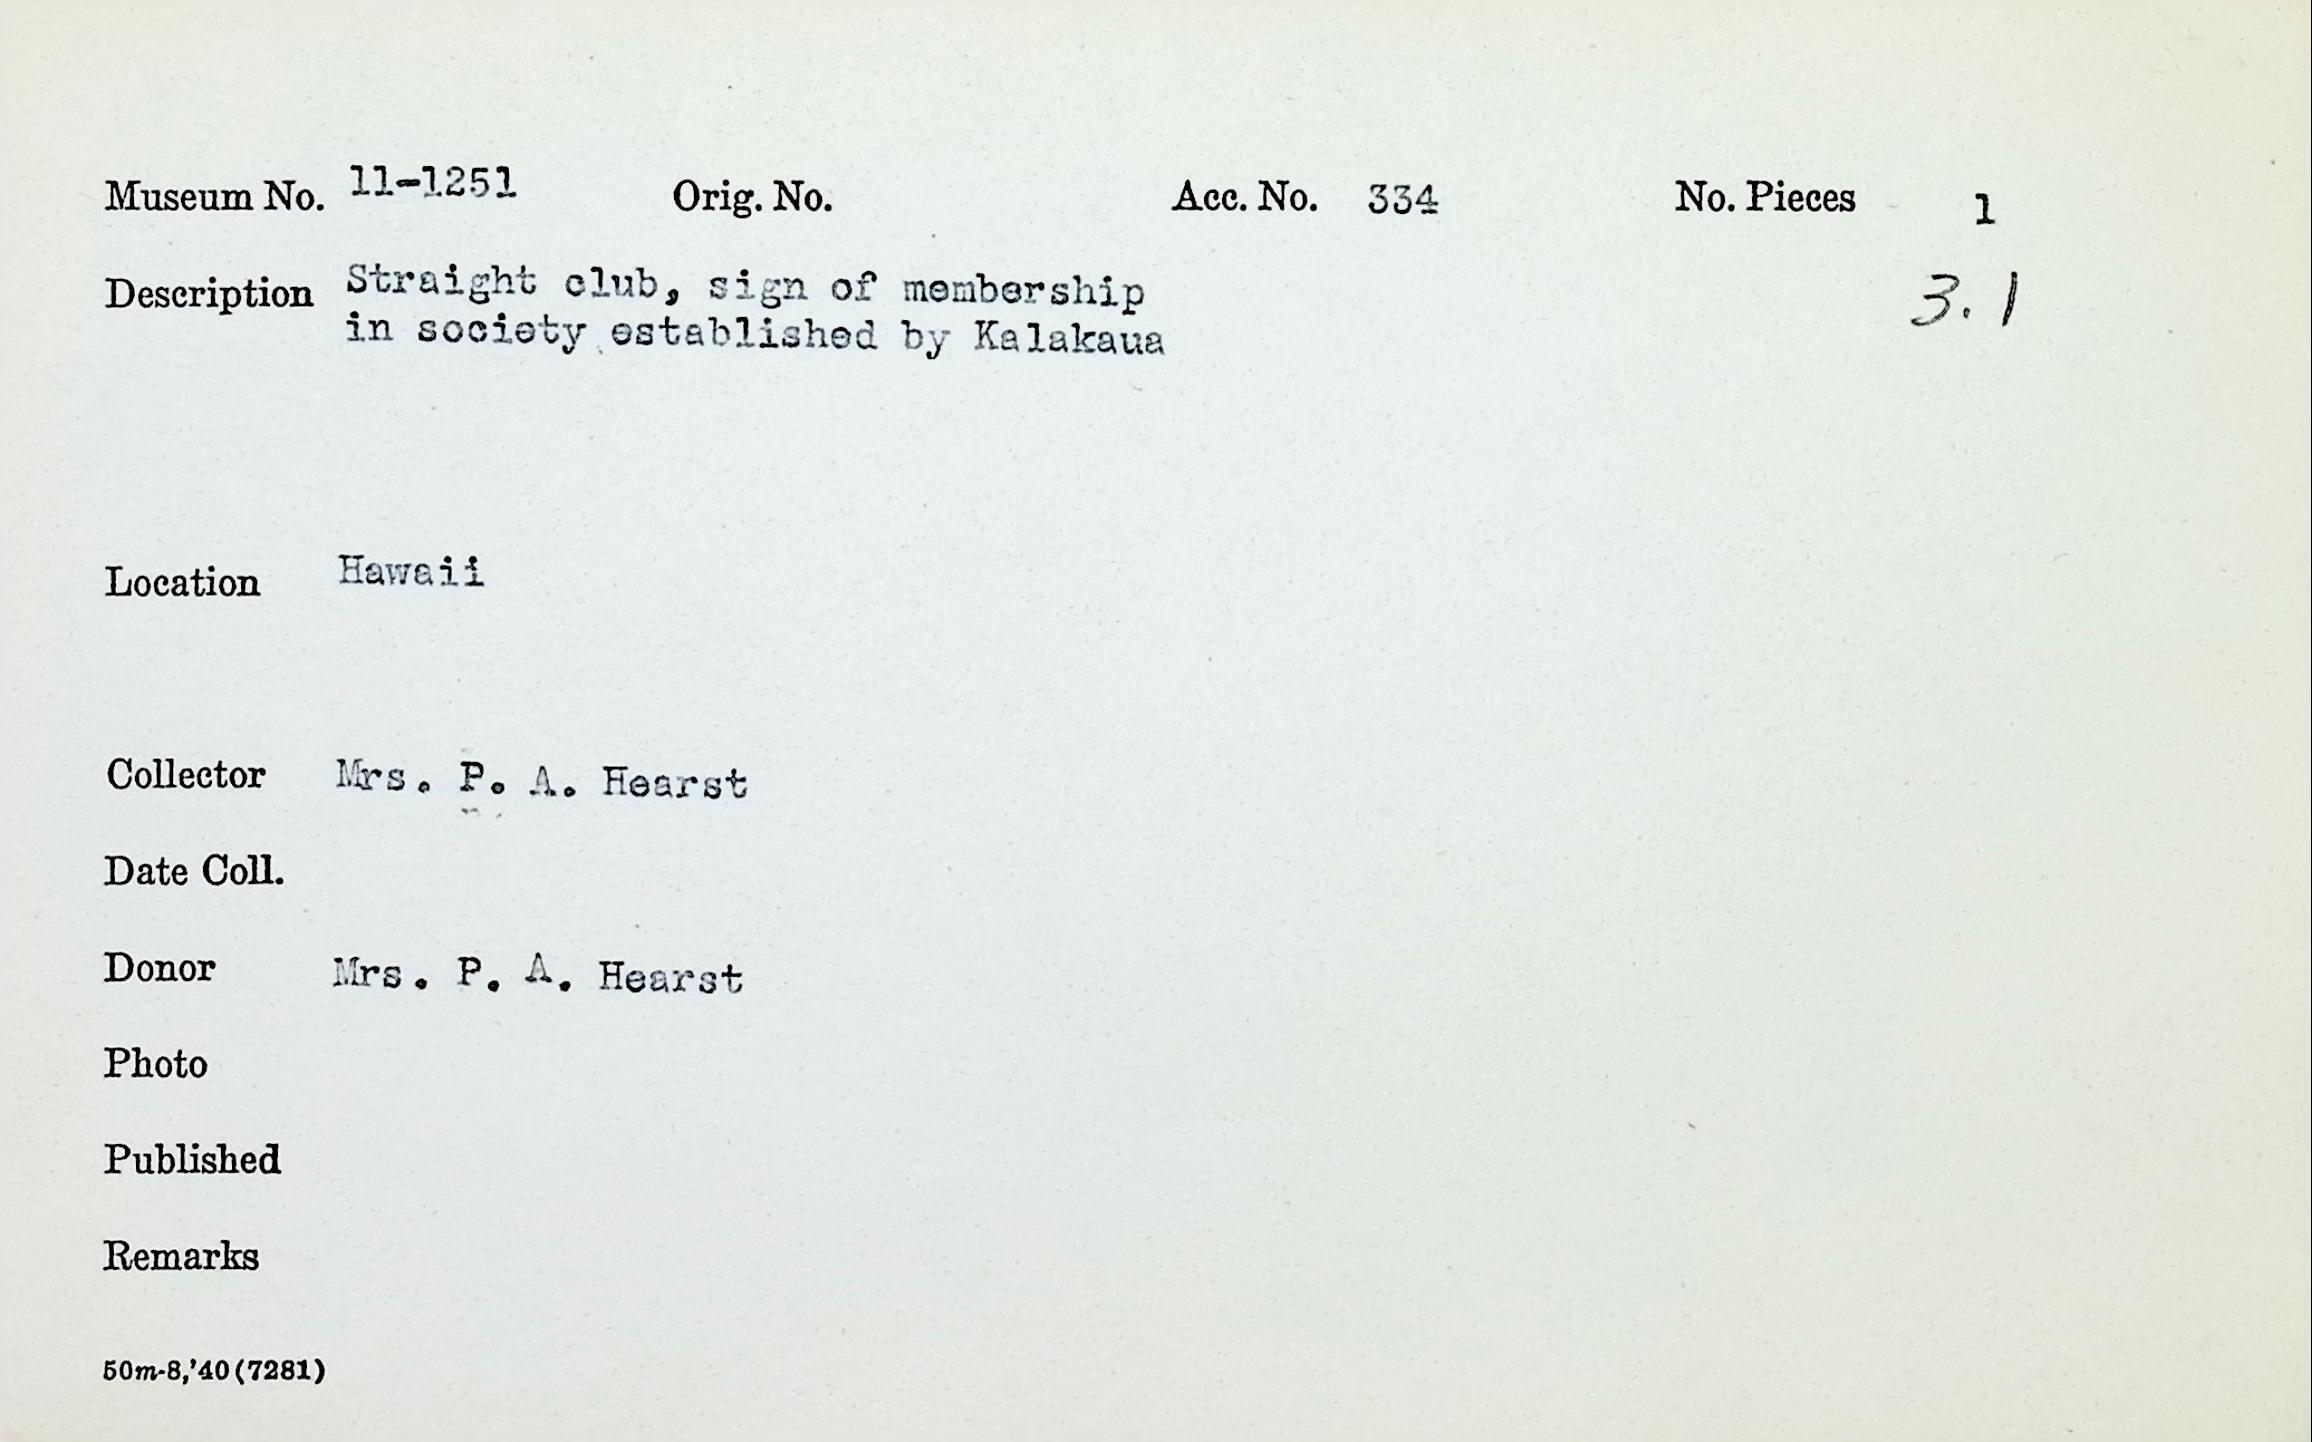 Museum No. 11-1251 Orig. No. Acc. No. 334 No. Pieces 1
Description Straight club, sign of membership 3.1
in society established by Kalakaua
Location Hawaii
Collector Mrs. P. A. Hearst
Date Coll.
Donor Mrs. P. A. Hearst
Photo
Published
Remarks
50m-8,'40(7281)